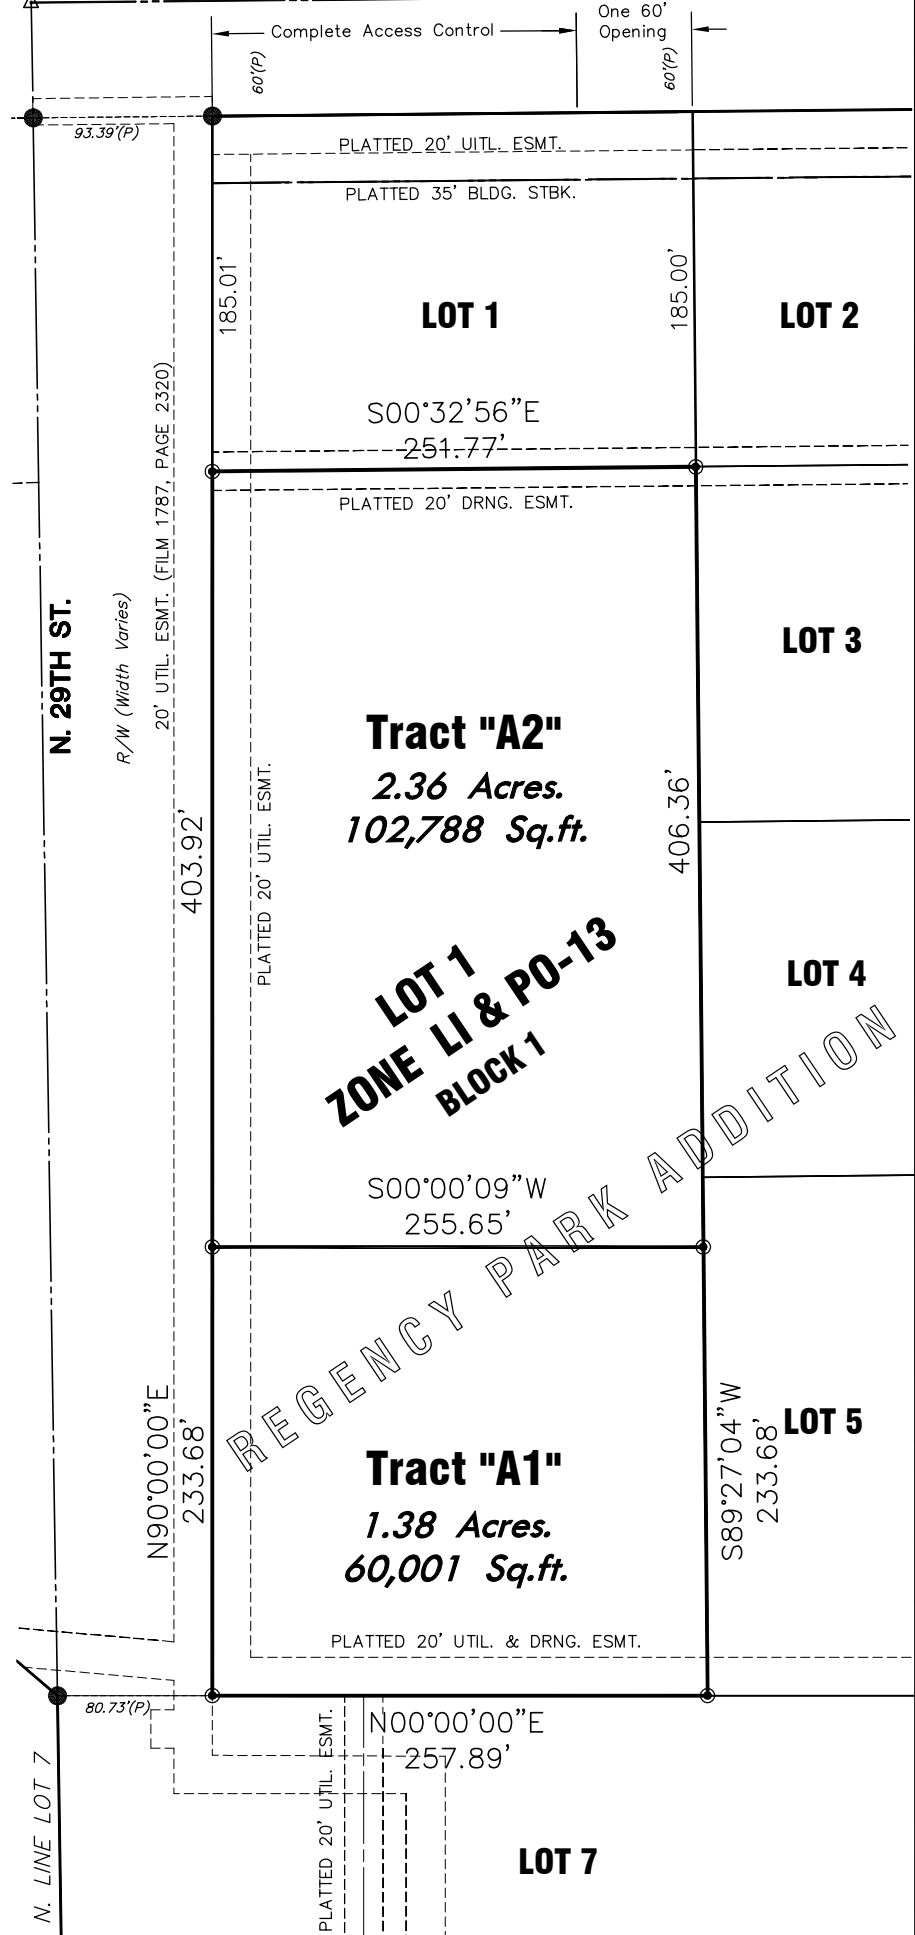 One 60'
Opening
Complete Access Control
60'(P)
60'(P)
93.39'(P)
PLATTED 20' UITL. ESMT.
PLATTED 35' BLDG. STBK.
185.01'
185.00'
LOT 1
LOT 2
S00°32'56"E
251.77'
PLATTED 20' DRNG. ESMT.
20' UTIL. ESMT. (FILM 1787, PAGE 2320)
R/W (Width Varies)
N. 29TH ST.
LOT 3
Tract "A2"
2.36 Acres.
102,788 Sq.ft.
PLATTED 20' UTIL. ESMT.
403.92'
406.36'
LOT 4
LOT 1
ZONE LI & PO-13
BLOCK 1
REGENCY PARK ADDITION
S00°00'09"W
255.65'
N90°00'00"E
233.68'
S89°27'04"W
233.68'
LOT 5
Tract "A1"
1.38 Acres.
60,001 Sq.ft.
PLATTED 20' UTIL. & DRNG. ESMT.
80.73'(P)
N00°00'00"E
257.89'
PLATTED 20' UTIL. ESMT.
N. LINE LOT 7
LOT 7